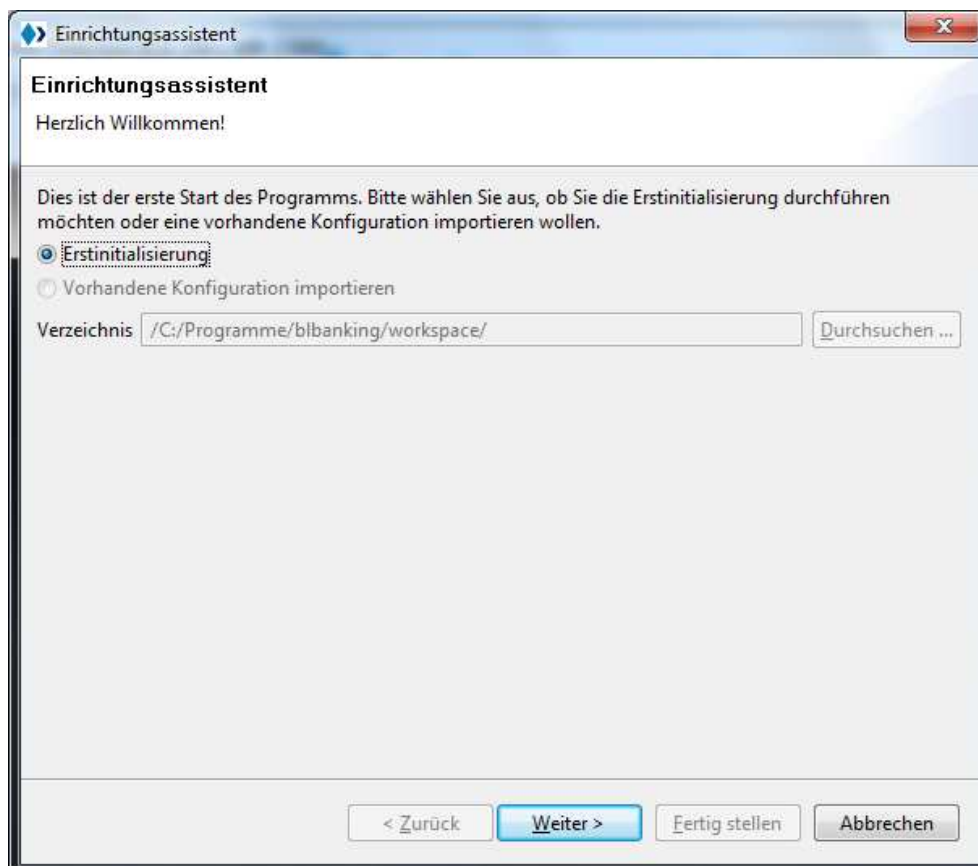 Einrichtungsassistent
Einrichtungsassistent
Herzlich Willkommen!
Dies ist der erste Start des Programms. Bitte wählen Sie aus, ob Sie die Erstinitialisierung durchführen
möchten oder eine vorhandene Konfiguration importieren wollen.
Erstinitialisierung
Vorhandene Konfiguration importieren
Verzeichnis /C:/Programme/blbanking/workspace/ Durchsuchen ...
< Zurück Weiter > Fertig stellen Abbrechen